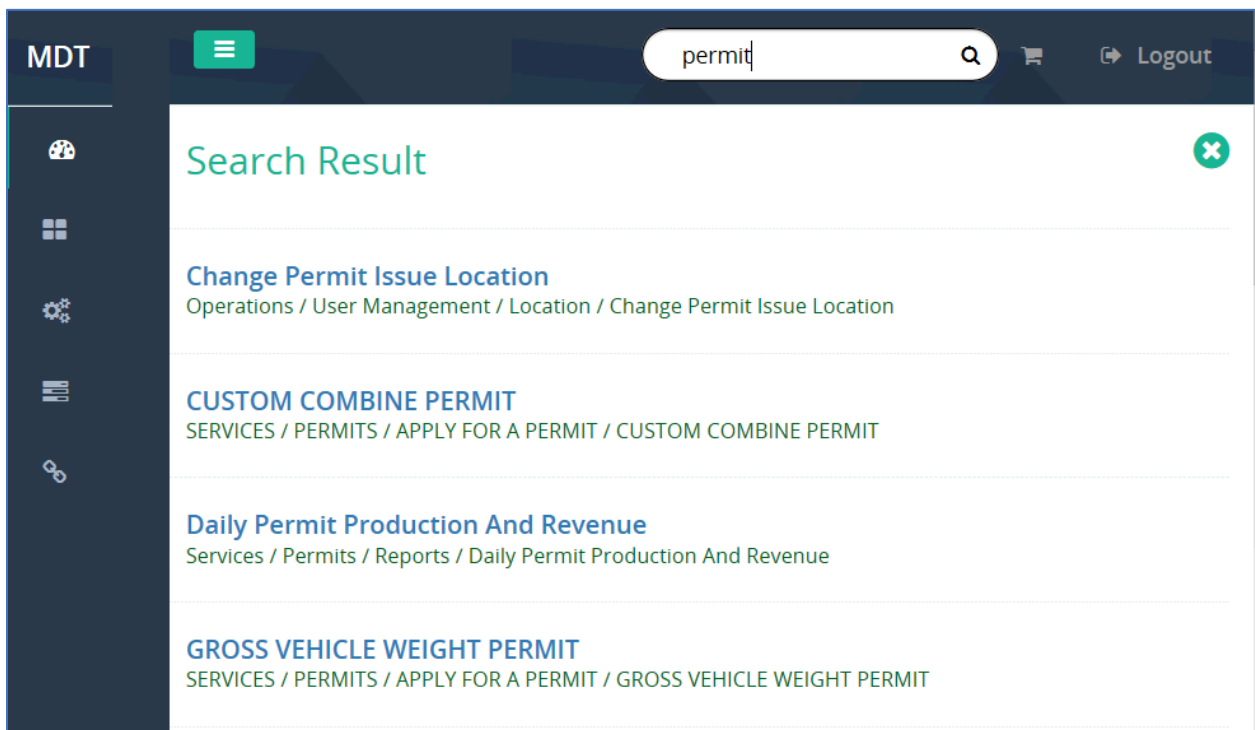 MDT
permit
Logout
Search Result
Change Permit Issue Location
Operations / User Management / Location / Change Permit Issue Location
CUSTOM COMBINE PERMIT
SERVICES / PERMITS / APPLY FOR A PERMIT / CUSTOM COMBINE PERMIT
Daily Permit Production And Revenue
Services / Permits / Reports / Daily Permit Production And Revenue
GROSS VEHICLE WEIGHT PERMIT
SERVICES / PERMITS / APPLY FOR A PERMIT / GROSS VEHICLE WEIGHT PERMIT